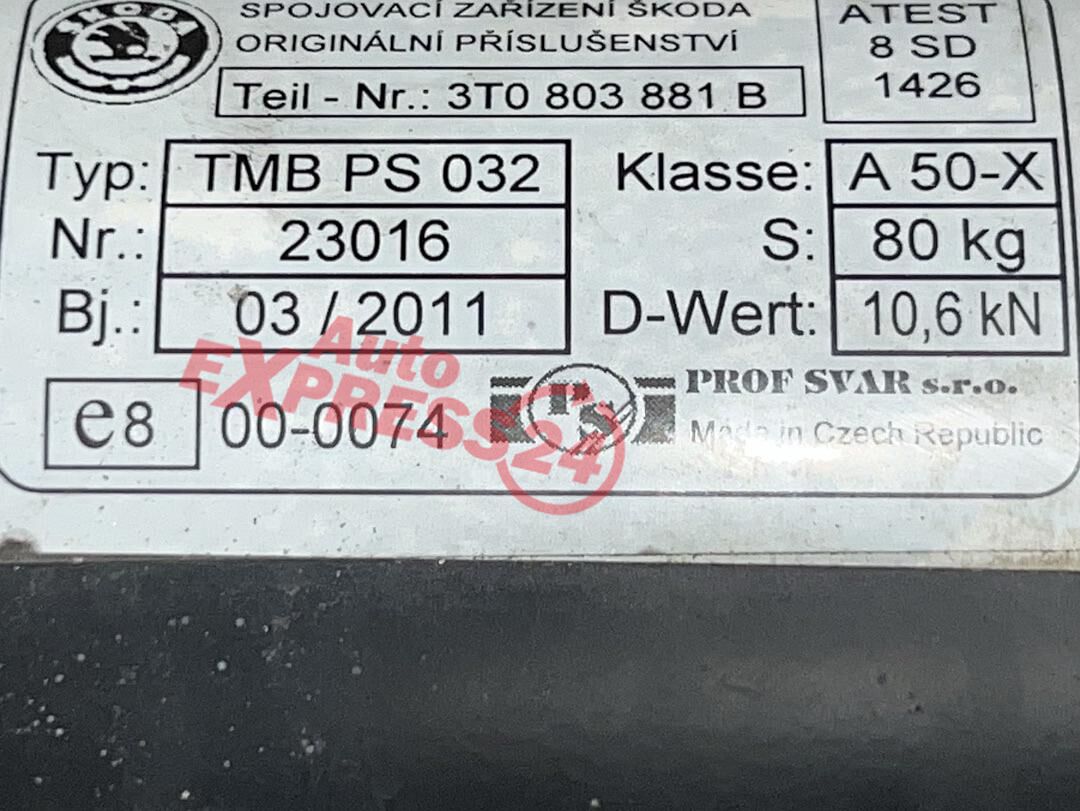 ŠKODA
SPOJOVACÍ ZAŘÍZENÍ ŠKODA
ORIGINÁLNÍ PŘÍSLUŠENSTVÍ
Teil - Nr.: 3T0 803 881 B
ATEST
8 SD
1426
Typ: TMB PS 032 Klasse: A 50-X
Nr.: 23016 S: 80 kg
Bj.: 03 / 2011 D-Wert: 10,6 kN
e8 00-0074
PS
PROF SVAR s.r.o.
Made in Czech Republic
Auto
EXPRESS24